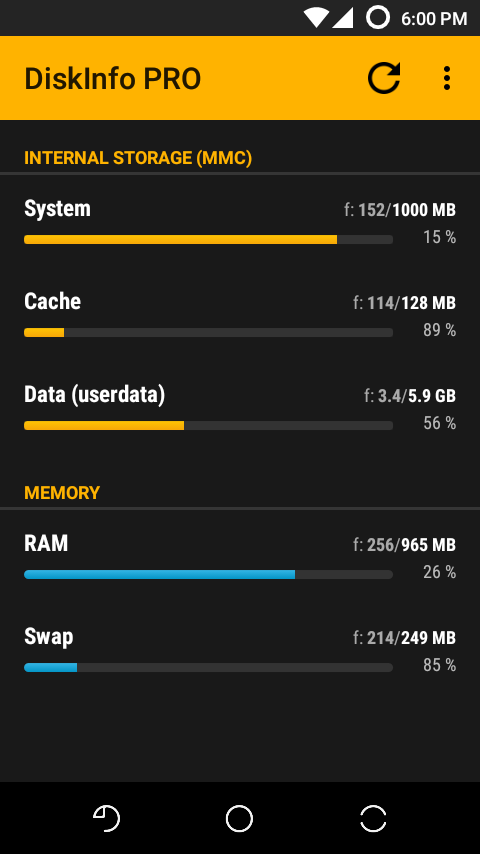 6:00 PM
DiskInfo PRO
INTERNAL STORAGE (MMC)
System f: 152/1000 MB
15 %
Cache f: 114/128 MB
89 %
Data (userdata) f: 3.4/5.9 GB
56 %
MEMORY
RAM f: 256/965 MB
26 %
Swap f: 214/249 MB
85 %